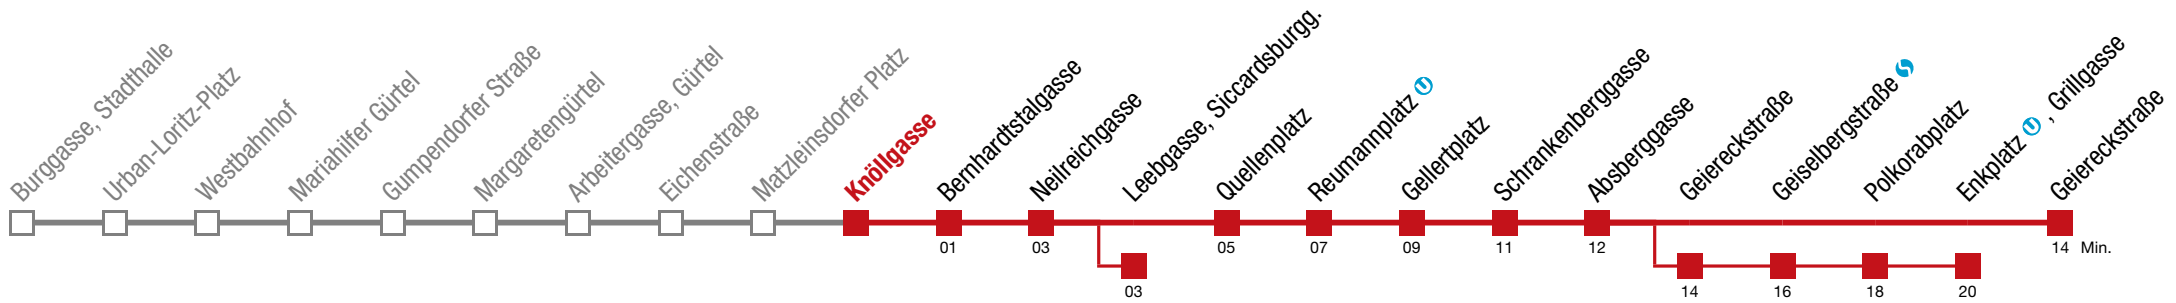 Burggasse, Stadthalle
Urban-Loritz-Platz
Westbahnhof
Mariahilfer Gürtel
Gumpendorfer Straße
Margaretengürtel
Arbeitergasse, Gürtel
Eichenstraße
Matzleinsdorfer Platz
Knöllgasse
Bernhardtstalgasse
Neilreichgasse
Leebgasse, Siccardsburgg.
Quellenplatz
Reumannplatz U
Gellertplatz
Schrankenberggasse
Absberggasse
Geiereckstraße
Geiselbergstraße S
Polkorabplatz
Enkplatz U , Grillgasse
Geiereckstraße
01
03
05
07
09
11
12
14 Min.
03
14
16
18
20